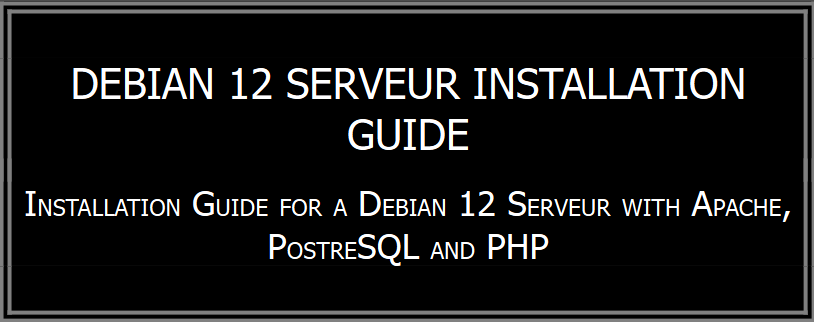 DEBIAN 12 SERVEUR INSTALLATION
GUIDE
Installation Guide for a Debian 12 Serveur with Apache,
PostreSQL and PHP